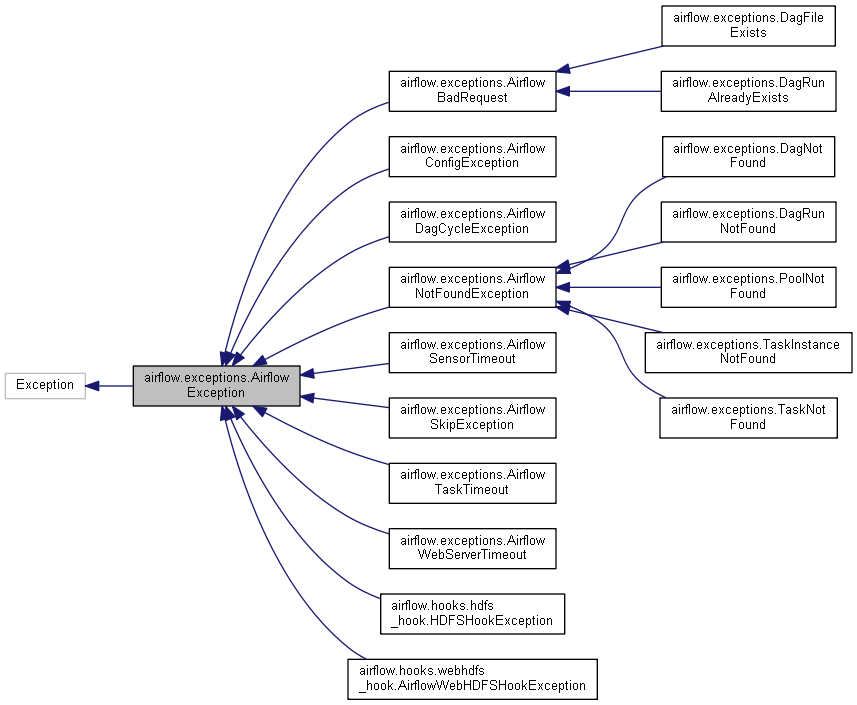 Exception
airflow.exceptions.Airflow
Exception
airflow.exceptions.Airflow
BadRequest
airflow.exceptions.Airflow
ConfigException
airflow.exceptions.Airflow
DagCycleException
airflow.exceptions.Airflow
NotFoundException
airflow.exceptions.Airflow
SensorTimeout
airflow.exceptions.Airflow
SkipException
airflow.exceptions.Airflow
TaskTimeout
airflow.exceptions.Airflow
WebServerTimeout
airflow.hooks.hdfs
_hook.HDFSHookException
airflow.hooks.webhdfs
_hook.AirflowWebHDFSHookException
airflow.exceptions.DagFile
Exists
airflow.exceptions.DagRun
AlreadyExists
airflow.exceptions.DagNot
Found
airflow.exceptions.DagRun
NotFound
airflow.exceptions.PoolNot
Found
airflow.exceptions.TaskInstance
NotFound
airflow.exceptions.TaskNot
Found